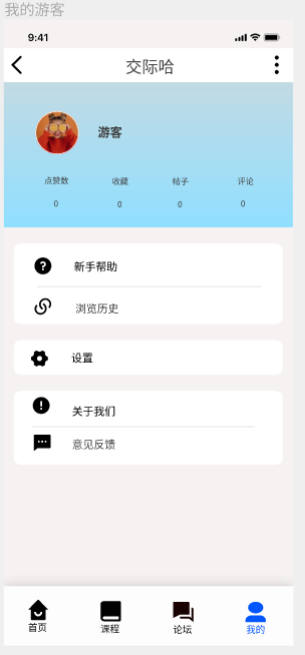 我的游客
9:41
交际哈
游客
点赞数 收藏 帖子 评论
0 0 0 0
新手帮助
浏览历史
设置
关于我们
意见反馈
首页 课程 论坛 我的